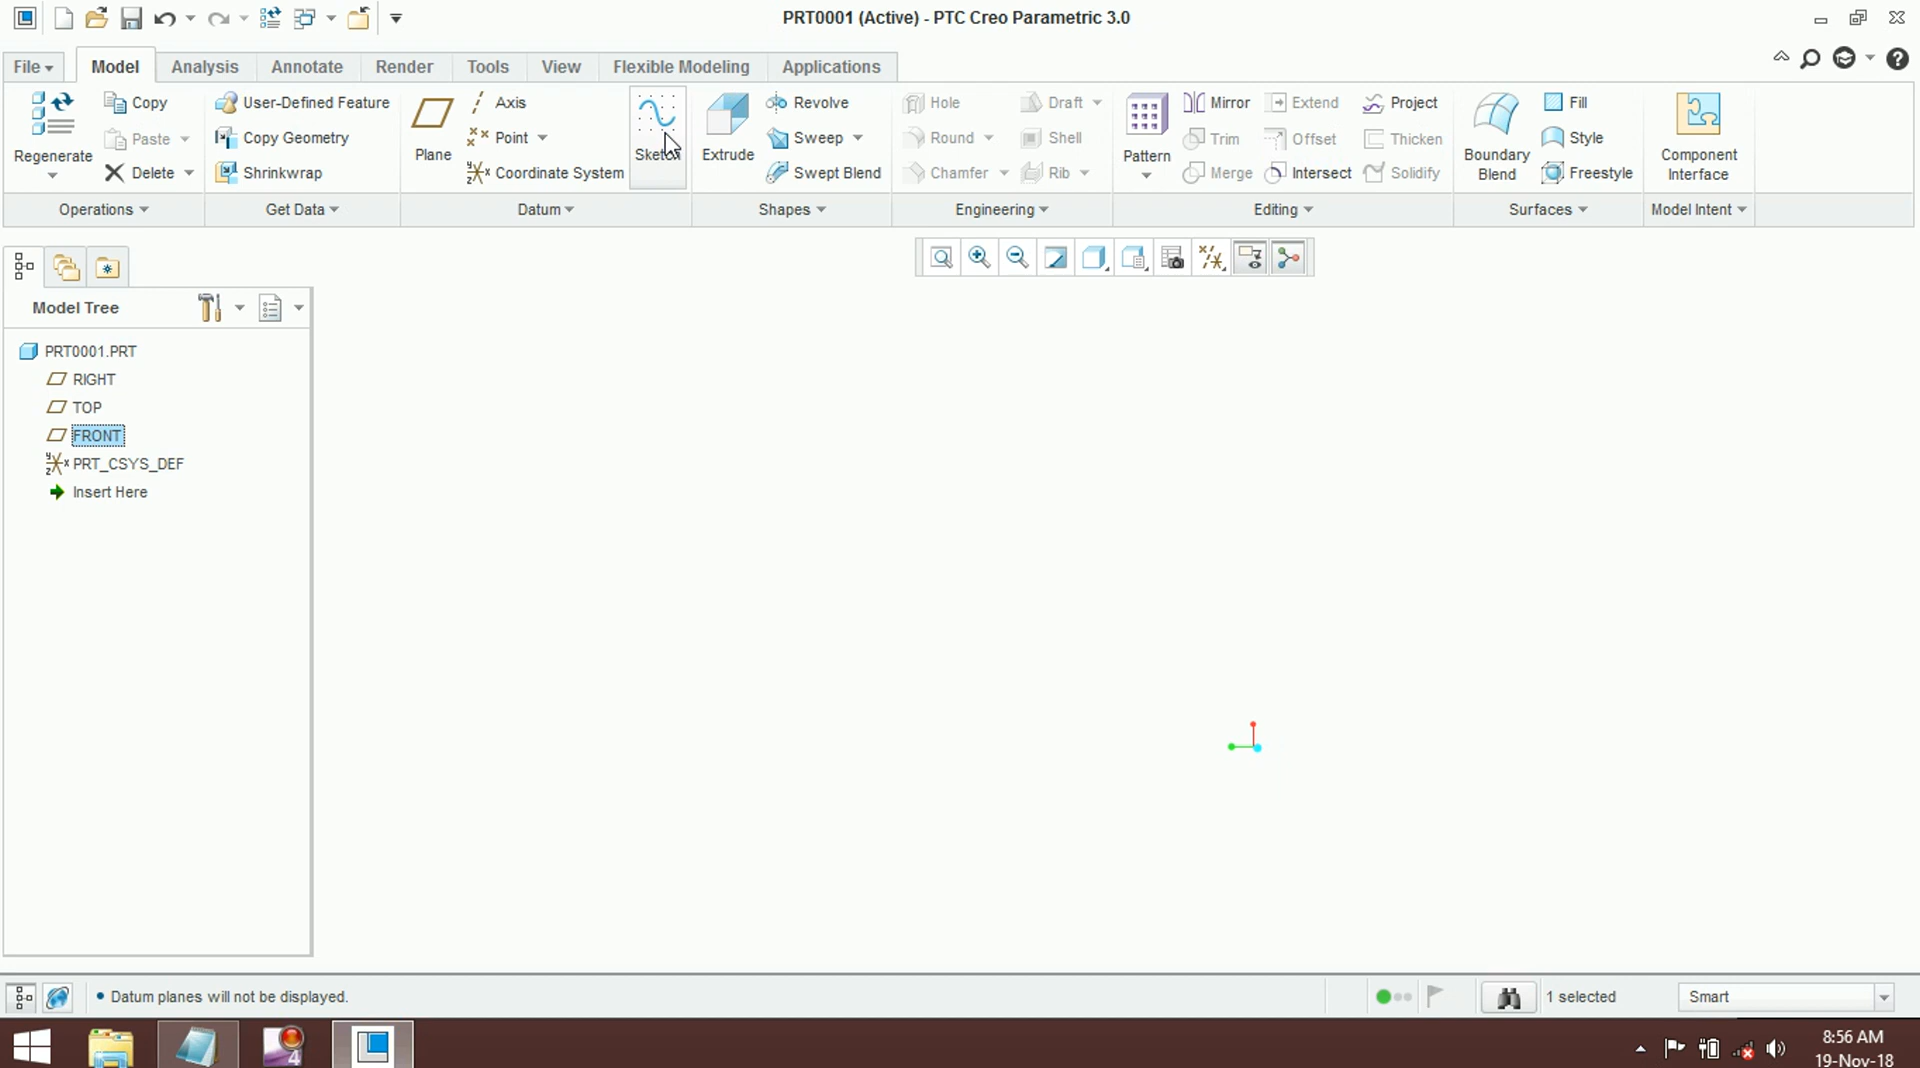 PRT0001 (Active) - PTC Creo Parametric 3.0
File Model Analysis Annotate Render Tools View Flexible Modeling Applications
Regenerate
Copy
Paste
Delete
Operations
User-Defined Feature
Copy Geometry
Shrinkwrap
Get Data
Plane
Axis
Point
Coordinate System
Sketch
Datum
Extrude
Revolve
Sweep
Swept Blend
Shapes
Hole
Round
Chamfer
Draft
Shell
Rib
Engineering
Pattern
Mirror
Trim
Merge
Extend
Offset
Intersect
Project
Thicken
Solidify
Editing
Boundary
Blend
Fill
Style
Freestyle
Surfaces
Component
Interface
Model Intent
Model Tree
PRT0001.PRT
RIGHT
TOP
FRONT
PRT_CSYS_DEF
Insert Here
• Datum planes will not be displayed.
1 selected
Smart
4
8:56 AM
19-Nov-18